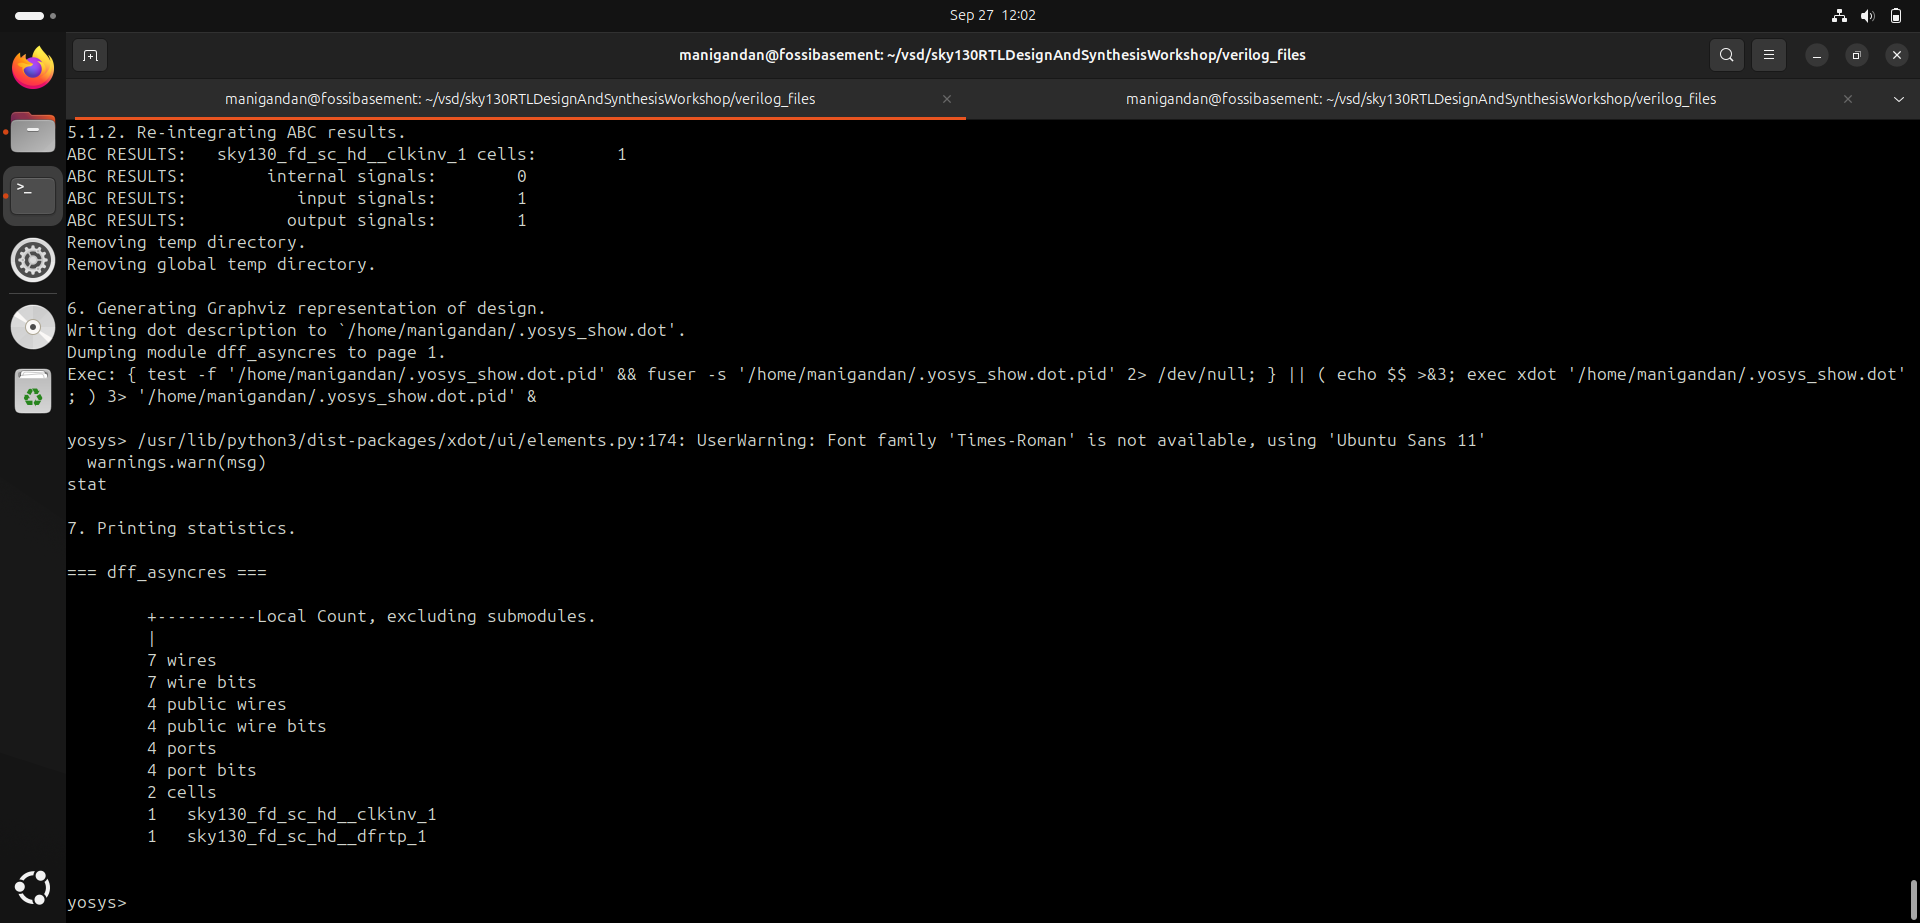 Sep 27 12:02
manigandan@fossibasement: ~/vsd/sky130RTLDesignAndSynthesisWorkshop/verilog_files
manigandan@fossibasement: ~/vsd/sky130RTLDesignAndSynthesisWorkshop/verilog_files
manigandan@fossibasement: ~/vsd/sky130RTLDesignAndSynthesisWorkshop/verilog_files
5.1.2. Re-integrating ABC results.
ABC RESULTS:   sky130_fd_sc_hd__clkinv_1 cells:        1
ABC RESULTS:        internal signals:        0
ABC RESULTS:           input signals:        1
ABC RESULTS:          output signals:        1
Removing temp directory.
Removing global temp directory.
6. Generating Graphviz representation of design.
Writing dot description to `/home/manigandan/.yosys_show.dot'.
Dumping module dff_asyncres to page 1.
Exec: { test -f '/home/manigandan/.yosys_show.dot.pid' && fuser -s '/home/manigandan/.yosys_show.dot.pid' 2> /dev/null; } || ( echo $$ >&3; exec xdot '/home/manigandan/.yosys_show.dot'
; ) 3> '/home/manigandan/.yosys_show.dot.pid' &
yosys> /usr/lib/python3/dist-packages/xdot/ui/elements.py:174: UserWarning: Font family 'Times-Roman' is not available, using 'Ubuntu Sans 11'
  warnings.warn(msg)
stat
7. Printing statistics.
=== dff_asyncres ===
        +----------Local Count, excluding submodules.
        |
        7 wires
        7 wire bits
        4 public wires
        4 public wire bits
        4 ports
        4 port bits
        2 cells
        1   sky130_fd_sc_hd__clkinv_1
        1   sky130_fd_sc_hd__dfrtp_1
yosys>